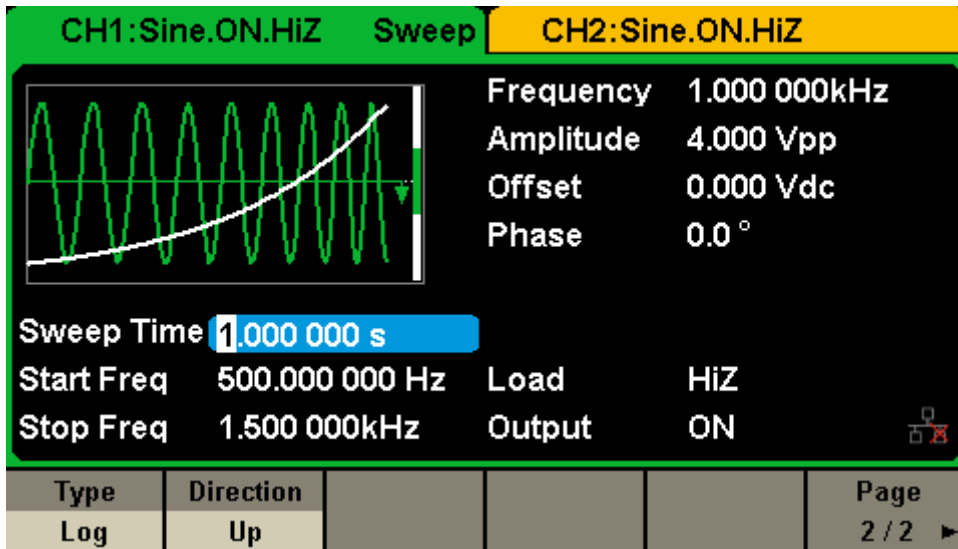 CH1:Sine.ON.HiZ Sweep CH2:Sine.ON.HiZ
Frequency 1.000 000kHz
Amplitude 4.000 Vpp
Offset 0.000 Vdc
Phase 0.0 °
Sweep Time 1.000 000 s
Start Freq 500.000 000 Hz Load HiZ
Stop Freq 1.500 000kHz Output ON
Type Direction Page
Log Up 2 / 2